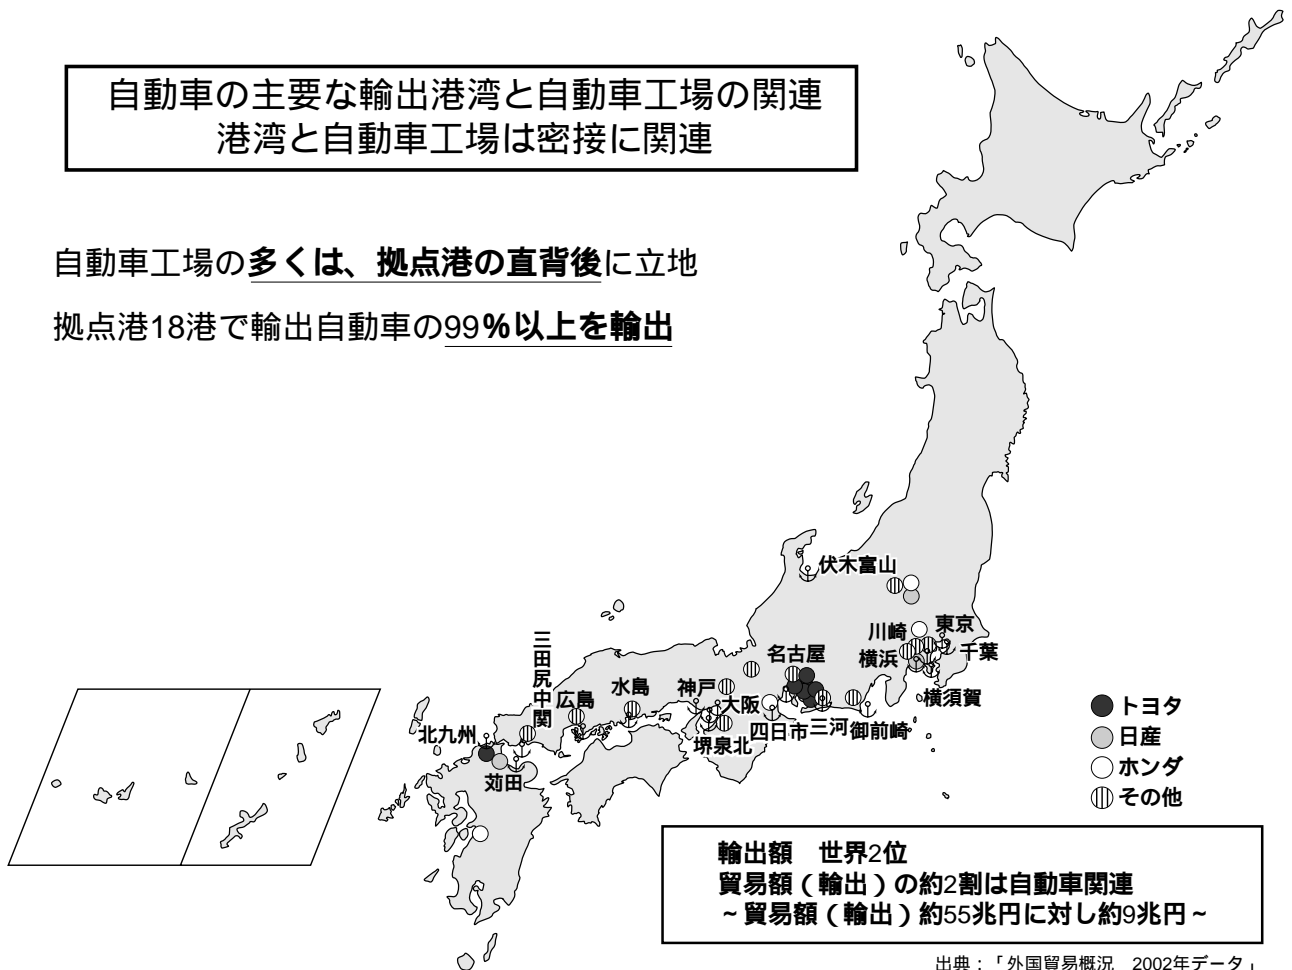 自動車の主要な輸出港湾と自動車工場の関連
港湾と自動車工場は密接に関連
自動車工場の多くは、拠点港の直背後に立地
拠点港18港で輸出自動車の99%以上を輸出
伏木富山
川崎
東京
横浜
千葉
横須賀
名古屋
三田尻中関
広島
水島
神戸
大阪
堺泉北
四日市
三河
御前崎
北九州
苅田
トヨタ
日産
ホンダ
その他
輸出額 世界2位
貿易額(輸出)の約2割は自動車関連
~貿易額(輸出)約55兆円に対し約9兆円~
出典:「外国貿易概況 2002年データ」